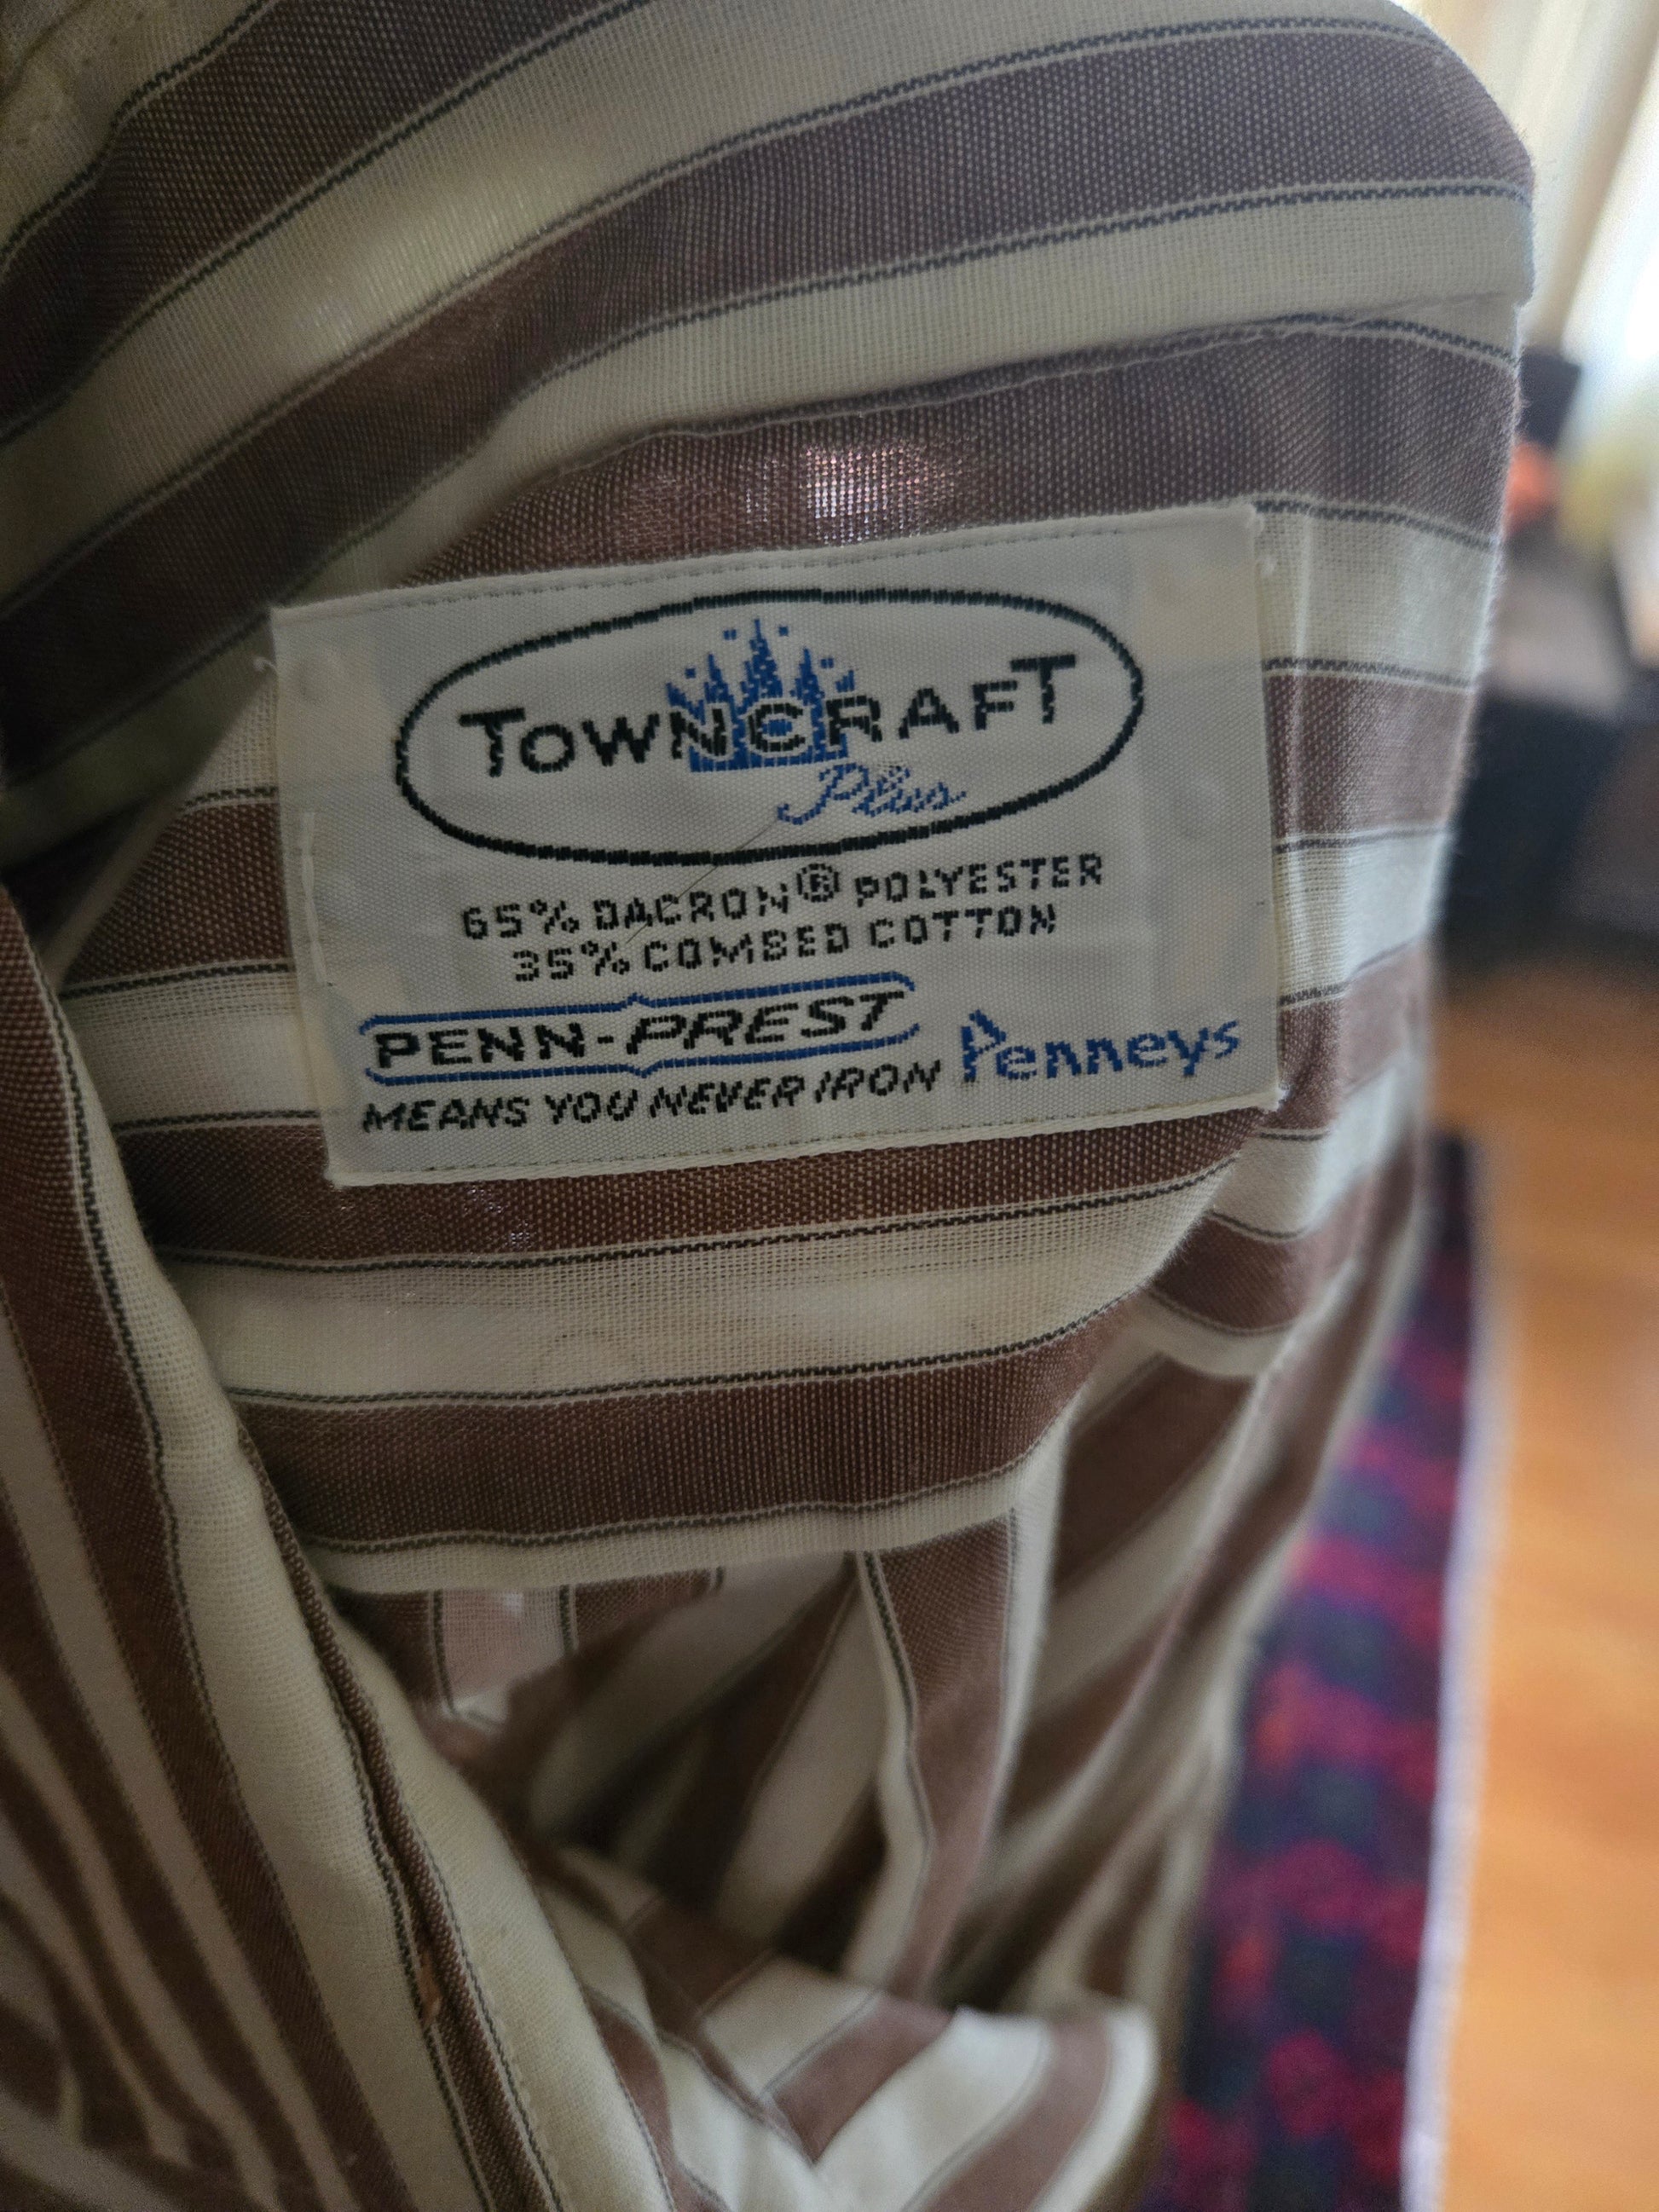 TOWNCRAFT
Plus
65% DACRON® POLYESTER
35% COMBED COTTON
PENN-PREST
MEANS YOU NEVER IRON Penneys